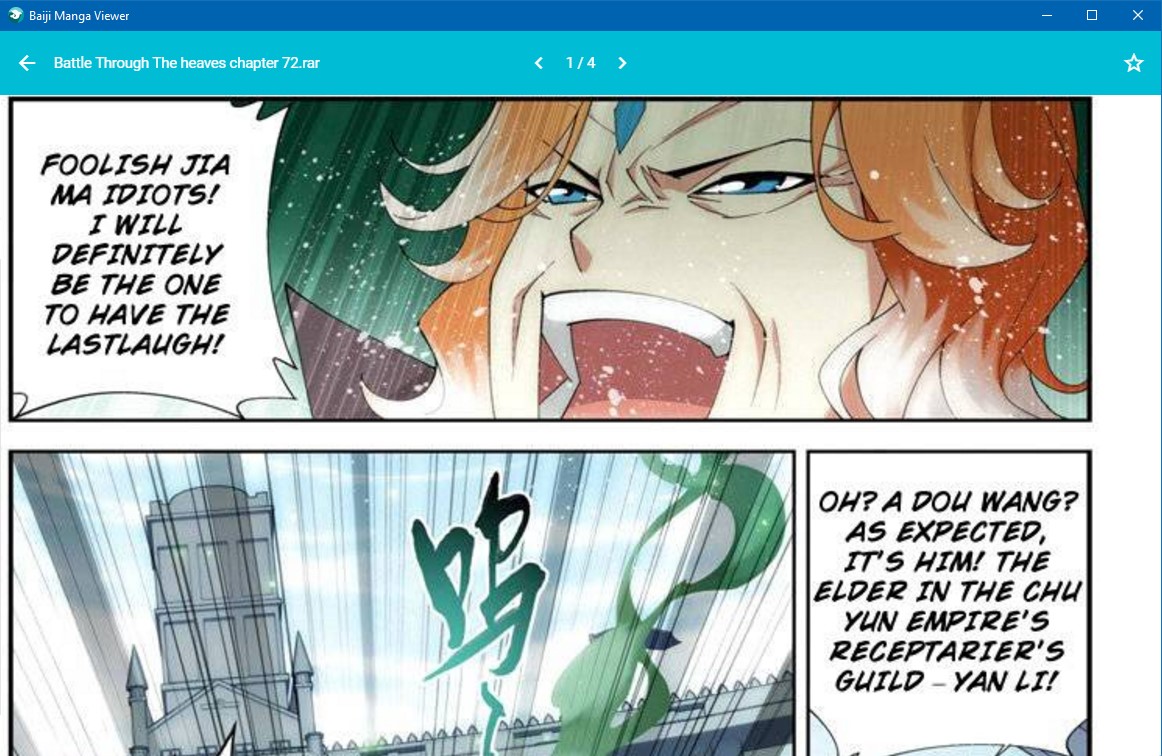 Baiji Manga Viewer
Battle Through The heaves chapter 72.rar
1 / 4
FOOLISH JIA
MA IDIOTS!
I WILL
DEFINITELY
BE THE ONE
TO HAVE THE
LASTLAUGH!
呜
OH? A DOU WANG?
AS EXPECTED,
IT'S HIM! THE
ELDER IN THE CHU
YUN EMPIRE'S
RECEPTARIER'S
GUILD – YAN LI!